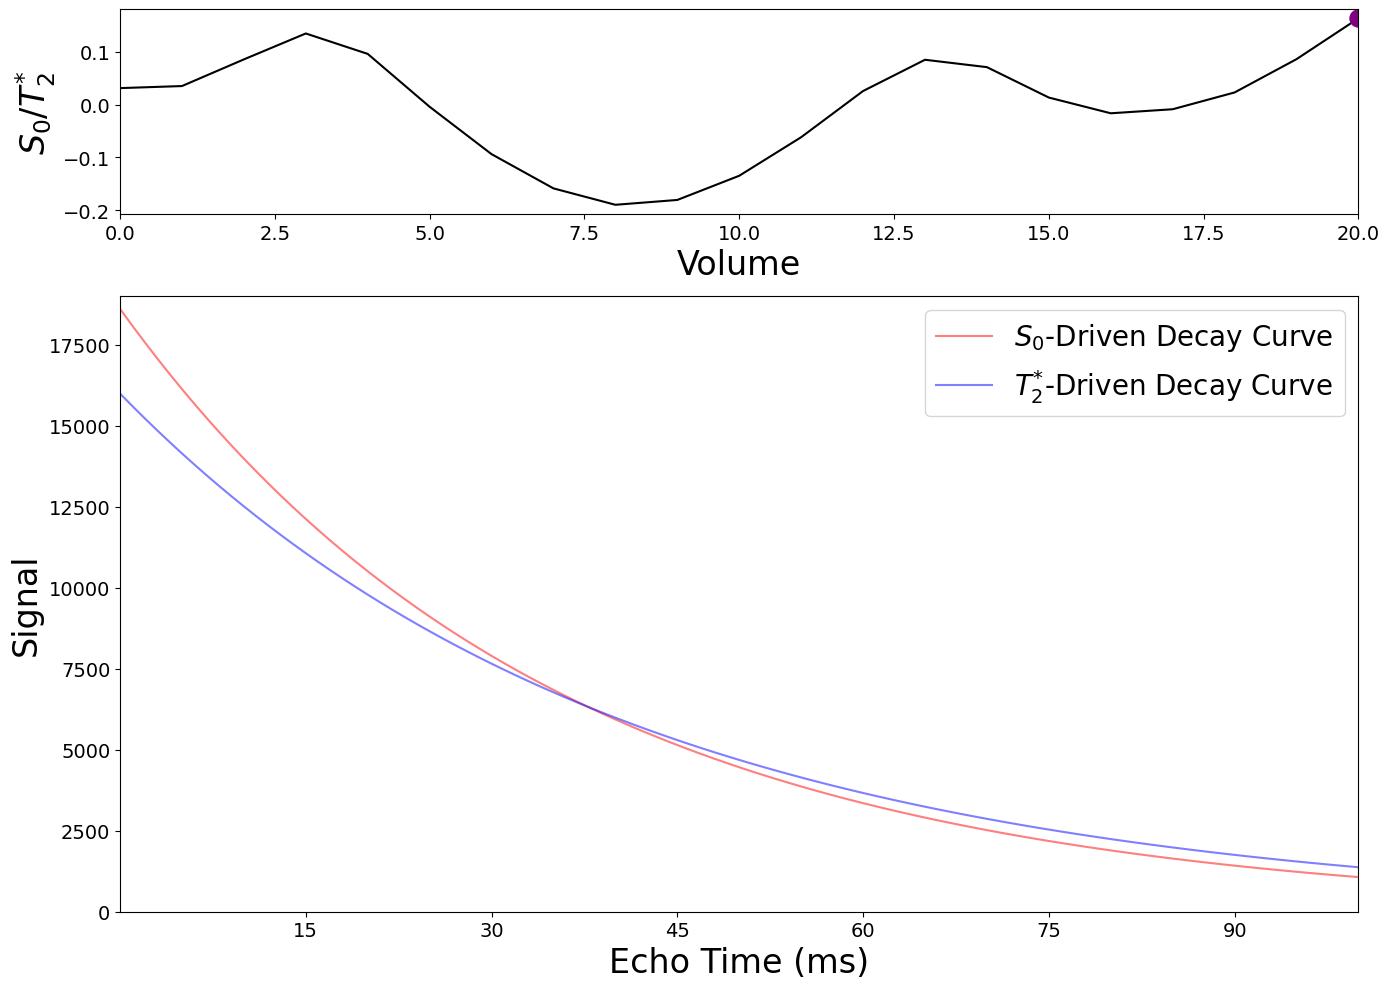 S₀/T₂*
0.1
0.0
−0.1
−0.2
0.0 2.5 5.0 7.5 10.0 12.5 15.0 17.5 20.0
Volume
S₀-Driven Decay Curve
T₂*-Driven Decay Curve
Signal
17500
15000
12500
10000
7500
5000
2500
0
15 30 45 60 75 90
Echo Time (ms)